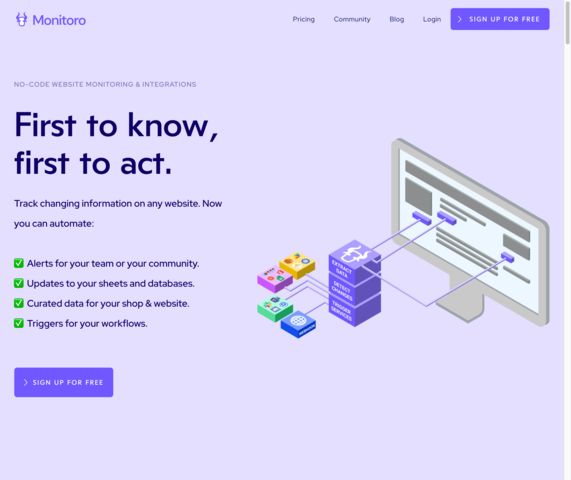 Monitoro
Pricing
Community
Blog
Login
SIGN UP FOR FREE
NO-CODE WEBSITE MONITORING & INTEGRATIONS
First to know,
first to act.
Track changing information on any website. Now
you can automate:
✅ Alerts for your team or your community.
✅ Updates to your sheets and databases.
✅ Curated data for your shop & website.
✅ Triggers for your workflows.
EXTRACT
DATA
DETECT
CHANGES
TRIGGER
SERVICES
SIGN UP FOR FREE